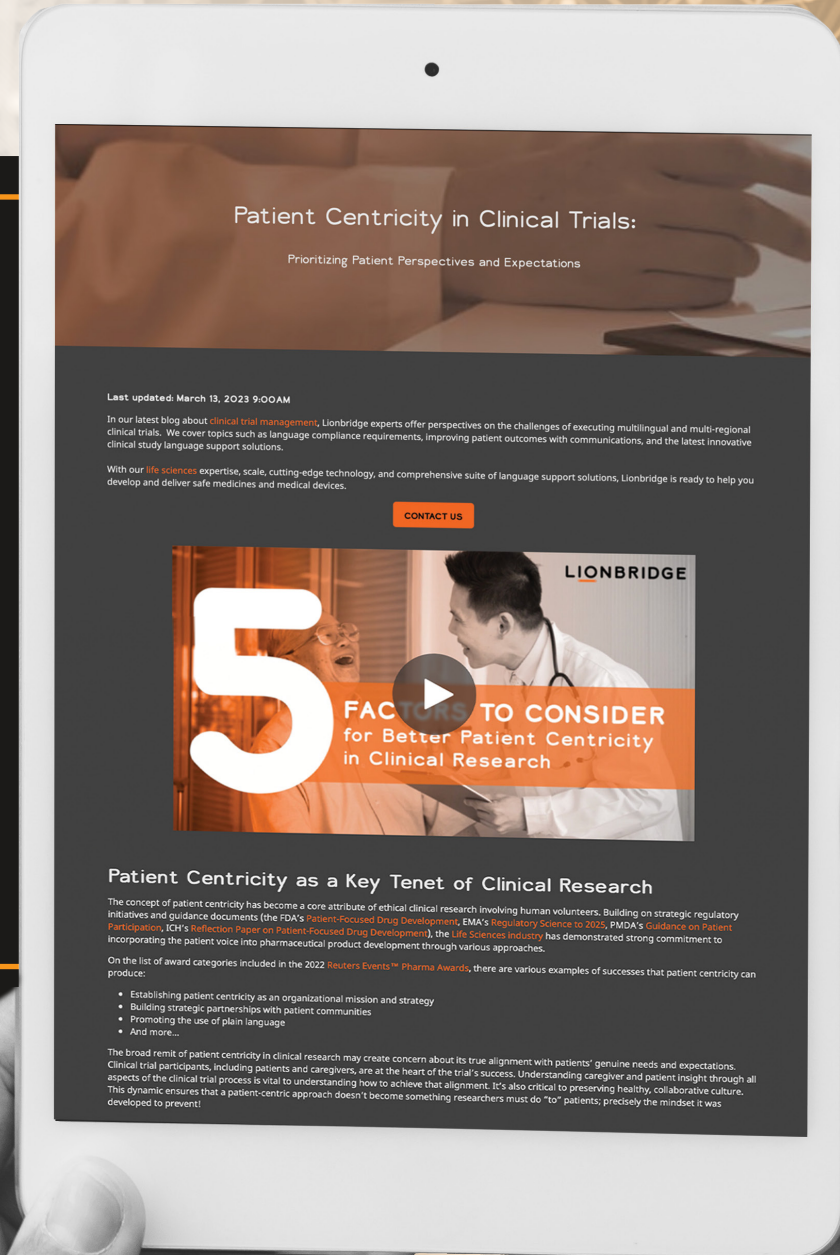 Patient Centricity in Clinical Trials:
Prioritizing Patient Perspectives and Expectations
Last updated: March 13, 2023 9:00AM
In our latest blog about clinical trial management, Lionbridge experts offer perspectives on the challenges of executing multilingual and multi-regional
clinical trials. We cover topics such as language compliance requirements, improving patient outcomes with communications, and the latest innovative
clinical study language support solutions.
With our life sciences expertise, scale, cutting-edge technology, and comprehensive suite of language support solutions, Lionbridge is ready to help you
develop and deliver safe medicines and medical devices.
CONTACT US
LIONBRIDGE
5
FACTORS TO CONSIDER
for Better Patient Centricity
in Clinical Research
Patient Centricity as a Key Tenet of Clinical Research
The concept of patient centricity has become a core attribute of ethical clinical research involving human volunteers. Building on strategic regulatory
initiatives and guidance documents (the FDA's Patient-Focused Drug Development, EMA's Regulatory Science to 2025, PMDA's Guidance on Patient
Participation, ICH's Reflection Paper on Patient-Focused Drug Development), the Life Sciences industry has demonstrated strong commitment to
incorporating the patient voice into pharmaceutical product development through various approaches.
On the list of award categories included in the 2022 Reuters Events™ Pharma Awards, there are various examples of successes that patient centricity can
produce:
• Establishing patient centricity as an organizational mission and strategy
• Building strategic partnerships with patient communities
• Promoting the use of plain language
• And more...
The broad remit of patient centricity in clinical research may create concern about its true alignment with patients' genuine needs and expectations.
Clinical trial participants, including patients and caregivers, are at the heart of the trial's success. Understanding caregiver and patient insight through all
aspects of the clinical trial process is vital to understanding how to achieve that alignment. It's also critical to preserving healthy, collaborative culture.
This dynamic ensures that a patient-centric approach doesn't become something researchers must do "to" patients; precisely the mindset it was
developed to prevent!